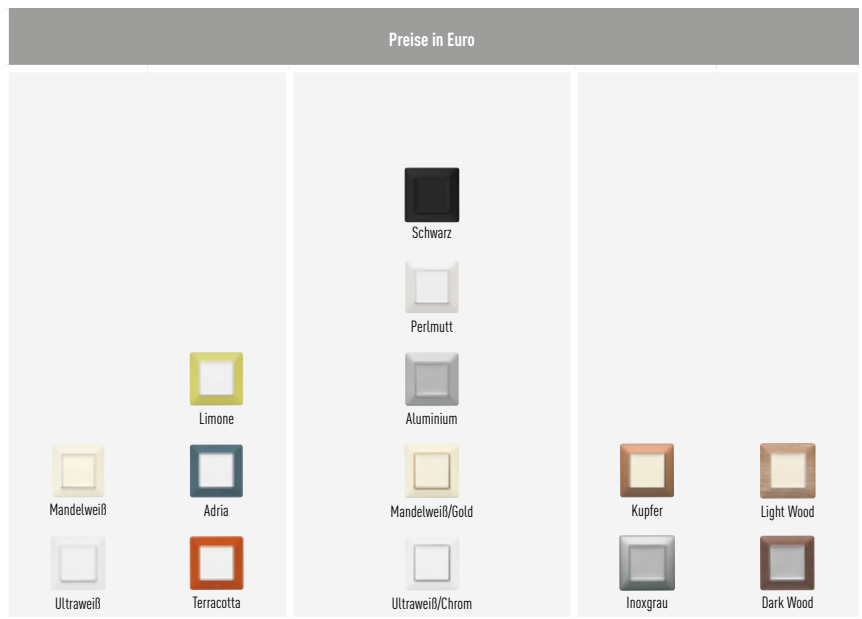 Preise in Euro
Schwarz
Perlmutt
Limone
Aluminium
Mandelweiß
Adria
Mandelweiß/Gold
Kupfer
Light Wood
Ultraweiß
Terracotta
Ultraweiß/Chrom
Inoxgrau
Dark Wood